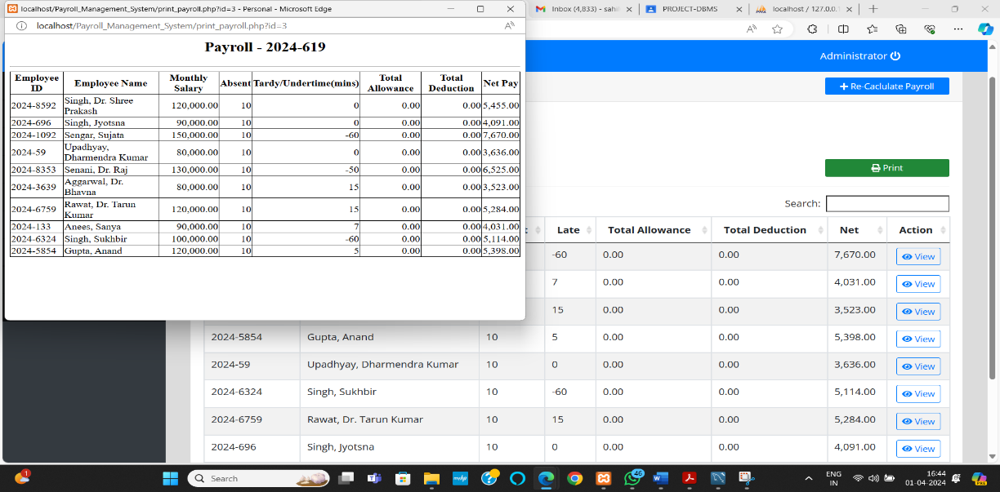 localhost/Payroll_Management_System/print_payroll.php?id=3 - Personal - Microsoft Edge
localhost/Payroll_Management_System/print_payroll.php?id=3
Payroll - 2024-619
Employee ID Employee Name Monthly Salary Absent Tardy/Undertime(mins) Total Allowance Total Deduction Net Pay
2024-8592 Singh, Dr. Shree Prakash 120,000.00 10 0 0.00 0.00 5,455.00
2024-696 Singh, Jyotsna 90,000.00 10 0 0.00 0.00 4,091.00
2024-1092 Sengar, Sujata 150,000.00 10 -60 0.00 0.00 7,670.00
2024-59 Upadhyay, Dharmendra Kumar 80,000.00 10 0 0.00 0.00 3,636.00
2024-8353 Senani, Dr. Raj 130,000.00 10 -50 0.00 0.00 6,525.00
2024-3639 Aggarwal, Dr. Bhavna 80,000.00 10 15 0.00 0.00 3,523.00
2024-6759 Rawat, Dr. Tarun Kumar 120,000.00 10 15 0.00 0.00 5,284.00
2024-133 Anees, Sanya 90,000.00 10 7 0.00 0.00 4,031.00
2024-6324 Singh, Sukhbir 100,000.00 10 -60 0.00 0.00 5,114.00
2024-5854 Gupta, Anand 120,000.00 10 5 0.00 0.00 5,398.00
Inbox (4,833) - sah
PROJECT-DBMS
localhost / 127.0.0.1
Administrator
+ Re-Caclulate Payroll
Print
Search:
Late Total Allowance Total Deduction Net Action
-60 0.00 0.00 7,670.00 View
7 0.00 0.00 4,031.00 View
15 0.00 0.00 3,523.00 View
2024-5854 Gupta, Anand 10 5 0.00 0.00 5,398.00 View
2024-59 Upadhyay, Dharmendra Kumar 10 0 0.00 0.00 3,636.00 View
2024-6324 Singh, Sukhbir 10 -60 0.00 0.00 5,114.00 View
2024-6759 Rawat, Dr. Tarun Kumar 10 15 0.00 0.00 5,284.00 View
2024-696 Singh, Jyotsna 10 0 0.00 0.00 4,091.00 View
1
Search
46
ENG
IN
16:44
01-04-2024